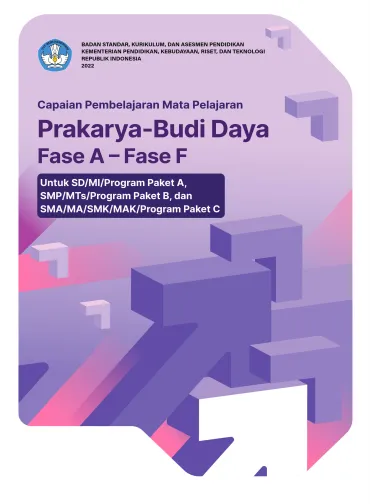 BADAN STANDAR, KURIKULUM, DAN ASESMEN PENDIDIKAN
KEMENTERIAN PENDIDIKAN, KEBUDAYAAN, RISET, DAN TEKNOLOGI
REPUBLIK INDONESIA
2022
Capaian Pembelajaran Mata Pelajaran
Prakarya-Budi Daya
Fase A – Fase F
Untuk SD/MI/Program Paket A,
SMP/MTs/Program Paket B, dan
SMA/MA/SMK/MAK/Program Paket C